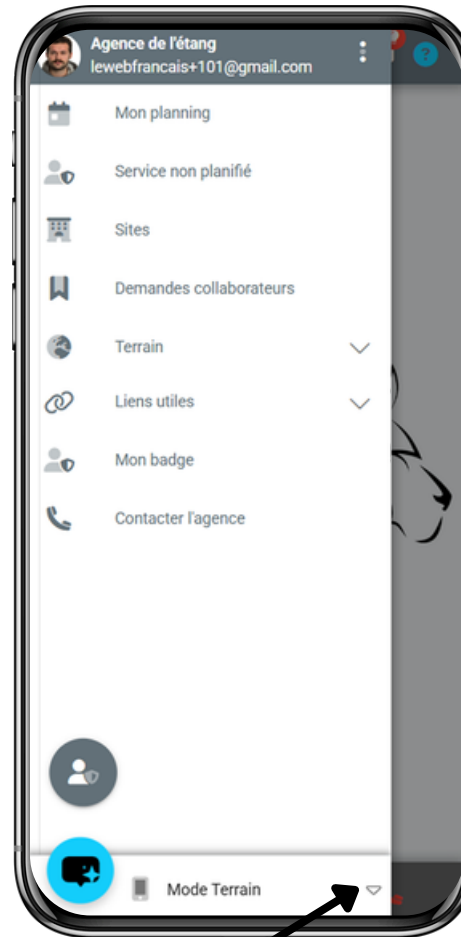 Agence de l'étang
lewebfrancais+101@gmail.com
?
Mon planning
Service non planifié
Sites
Demandes collaborateurs
Terrain
Liens utiles
Mon badge
Contacter l'agence
Mode Terrain